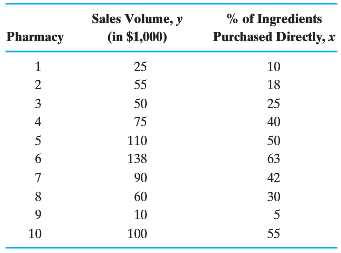 Sales Volume, y % of Ingredients
Pharmacy (in $1,000) Purchased Directly, x
1 25 10
2 55 18
3 50 25
4 75 40
5 110 50
6 138 63
7 90 42
8 60 30
9 10 5
10 100 55